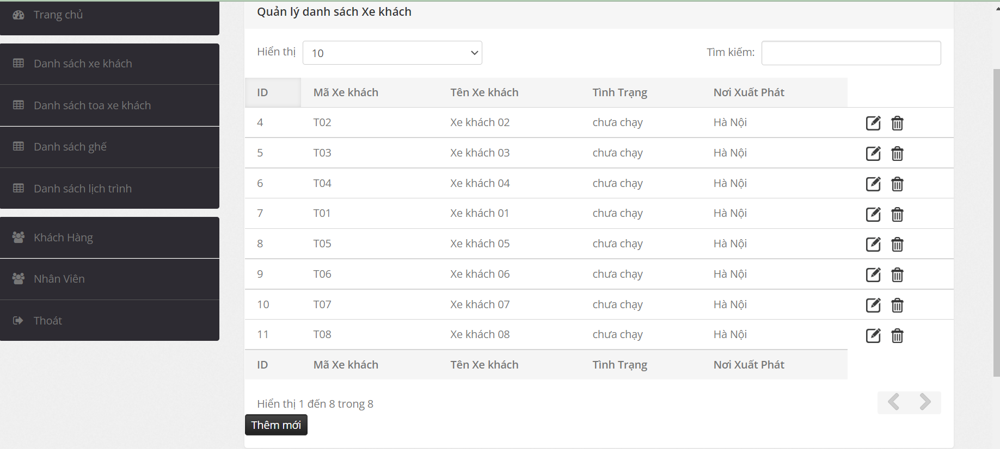 Trang chủ
Danh sách xe khách
Danh sách toa xe khách
Danh sách ghế
Danh sách lịch trình
Khách Hàng
Nhân Viên
Thoát
Quản lý danh sách Xe khách
Hiển thị 10 Tìm kiếm:
ID Mã Xe khách Tên Xe khách Tình Trạng Nơi Xuất Phát
4 T02 Xe khách 02 chưa chạy Hà Nội
5 T03 Xe khách 03 chưa chạy Hà Nội
6 T04 Xe khách 04 chưa chạy Hà Nội
7 T01 Xe khách 01 chưa chạy Hà Nội
8 T05 Xe khách 05 chưa chạy Hà Nội
9 T06 Xe khách 06 chưa chạy Hà Nội
10 T07 Xe khách 07 chưa chạy Hà Nội
11 T08 Xe khách 08 chưa chạy Hà Nội
ID Mã Xe khách Tên Xe khách Tình Trạng Nơi Xuất Phát
Hiển thị 1 đến 8 trong 8
Thêm mới